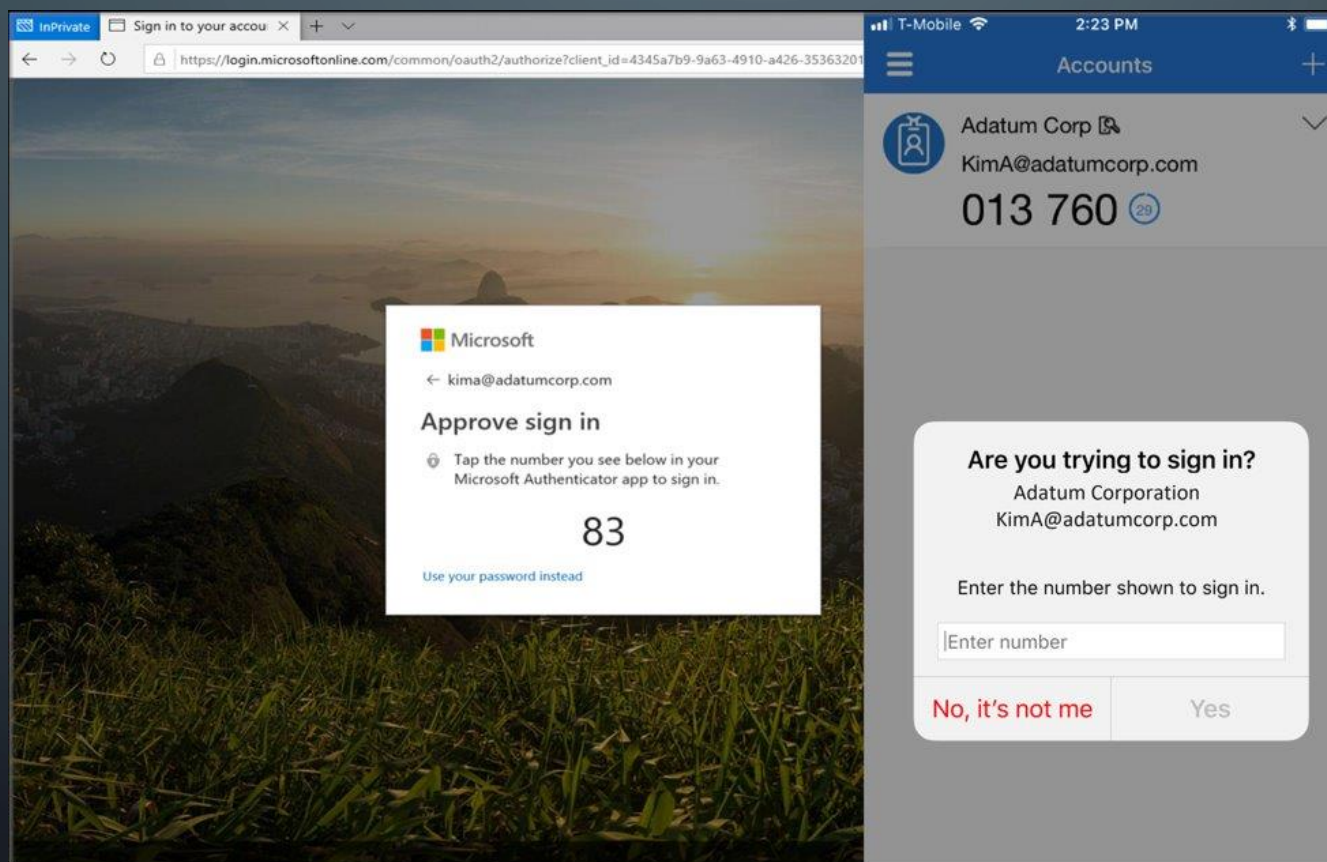 InPrivate
Sign in to your accou
https://login.microsoftonline.com/common/oauth2/authorize?client_id=4345a7b9-9a63-4910-a426-35363201
Microsoft
← kima@adatumcorp.com
Approve sign in
Tap the number you see below in your
Microsoft Authenticator app to sign in.
83
Use your password instead
T-Mobile 2:23 PM
Accounts
Adatum Corp
KimA@adatumcorp.com
013 760 29
Are you trying to sign in?
Adatum Corporation
KimA@adatumcorp.com
Enter the number shown to sign in.
Enter number
No, it's not me Yes